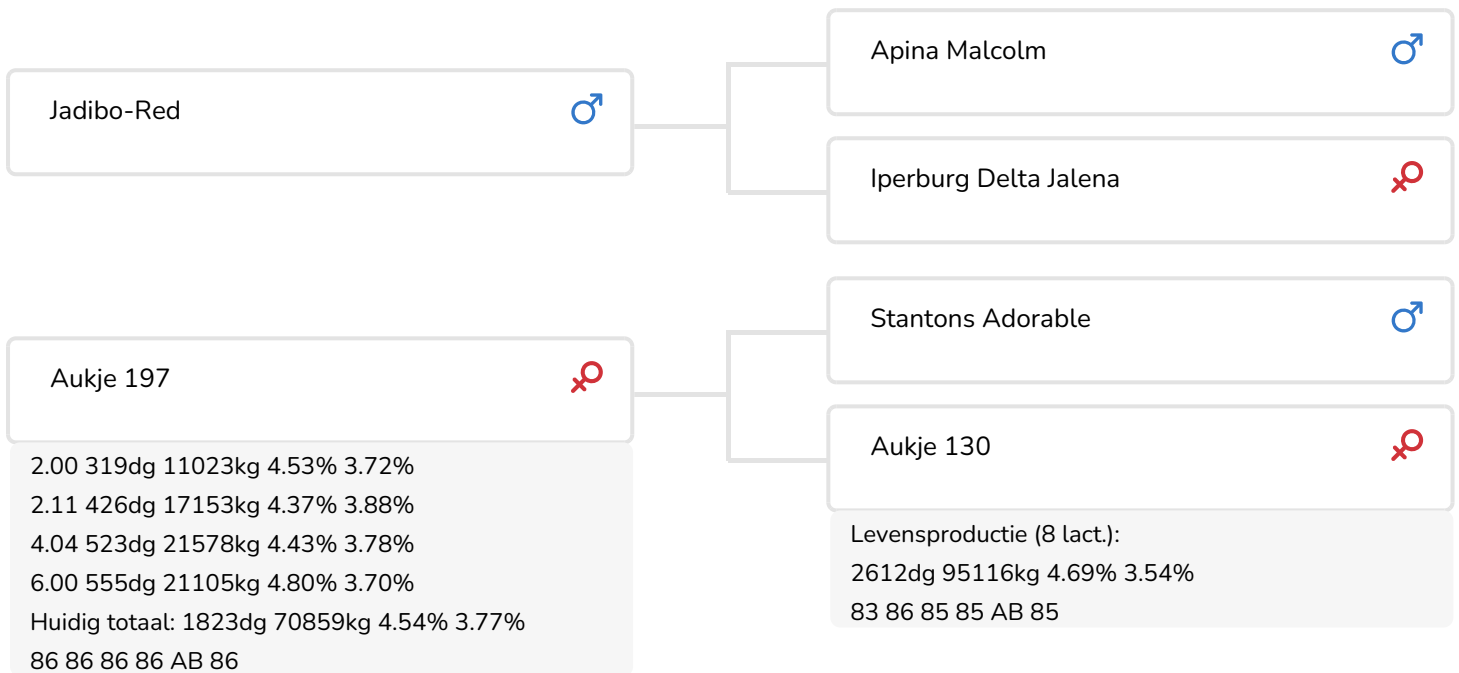 Jadibo-Red
Apina Malcolm
Iperburg Delta Jalena
Aukje 197
2.00 319dg 11023kg 4.53% 3.72%
2.11 426dg 17153kg 4.37% 3.88%
4.04 523dg 21578kg 4.43% 3.78%
6.00 555dg 21105kg 4.80% 3.70%
Huidig totaal: 1823dg 70859kg 4.54% 3.77%
86 86 86 86 AB 86
Stantons Adorable
Aukje 130
Levensproductie (8 lact.):
2612dg 95116kg 4.69% 3.54%
83 86 85 85 AB 85